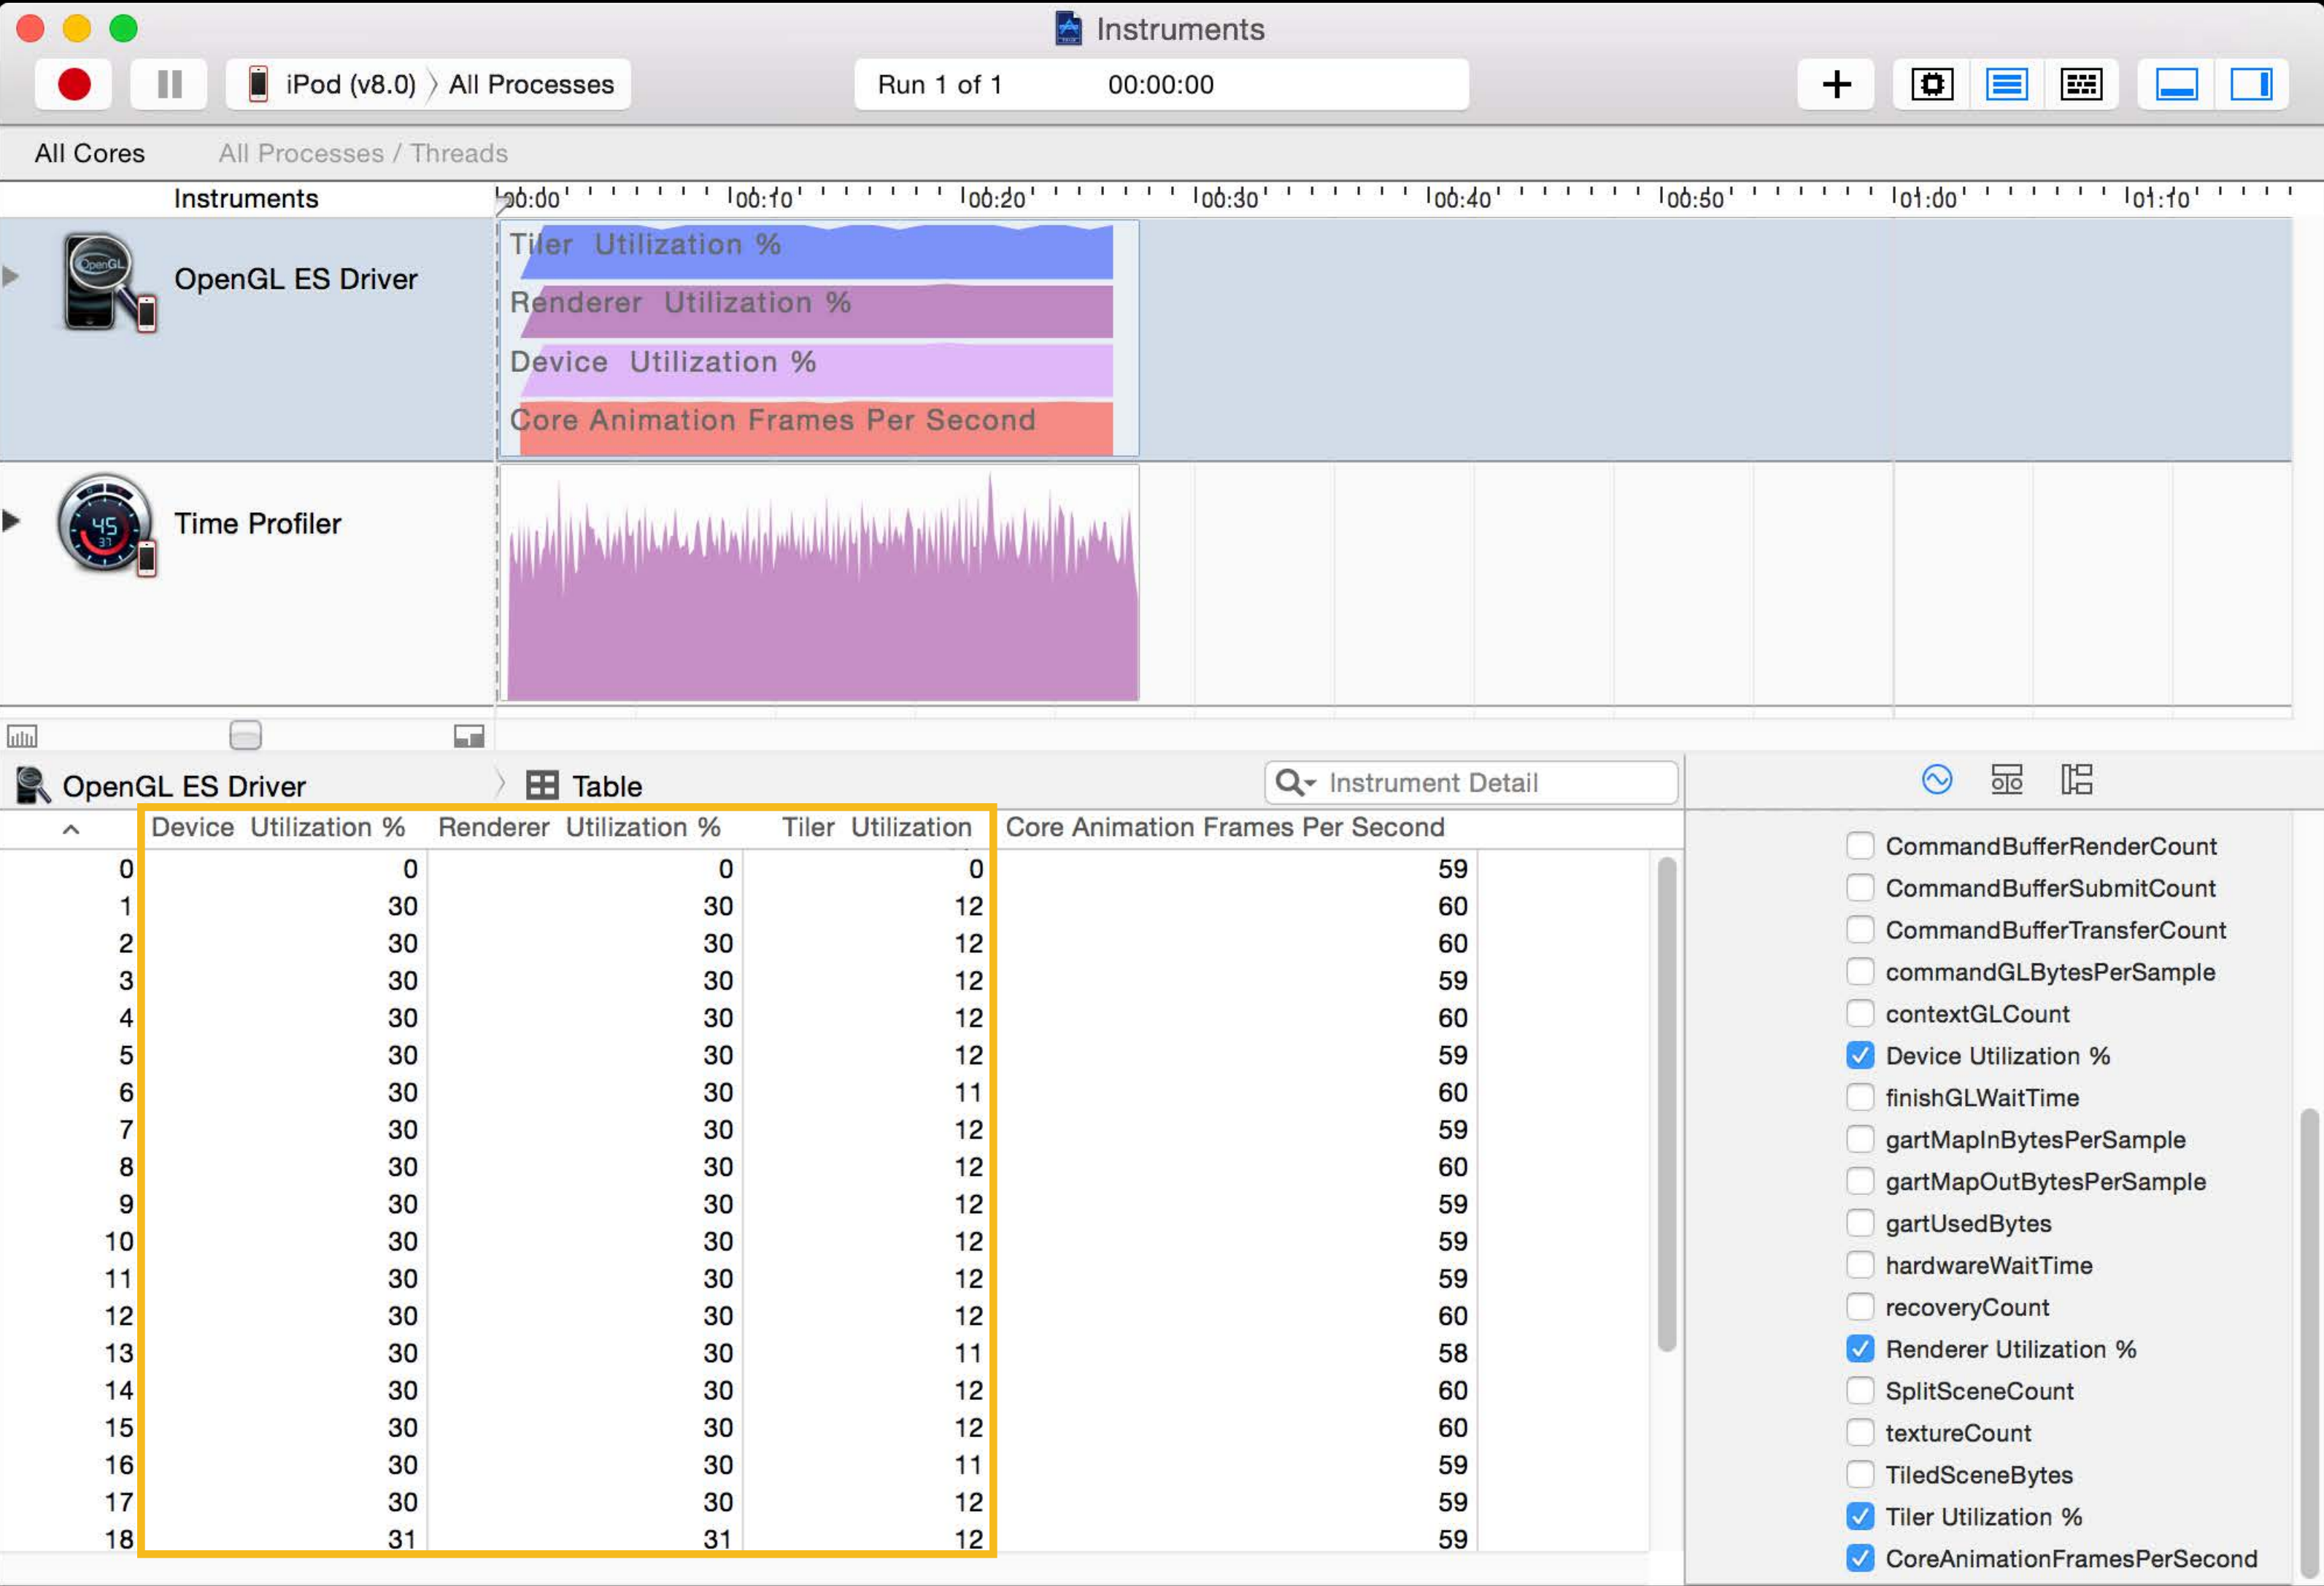 Instruments
iPod (v8.0) 〉 All Processes
Run 1 of 1 00:00:00
All Cores All Processes / Threads
Instruments 00:00 00:10 00:20 00:30 00:40 00:50 01:00 01:10
OpenGL
OpenGL ES Driver
Tiler Utilization %
Renderer Utilization %
Device Utilization %
Core Animation Frames Per Second
45
37
Time Profiler
OpenGL ES Driver 〉 Table
Instrument Detail
Device Utilization % Renderer Utilization % Tiler Utilization Core Animation Frames Per Second
0 0 0 0 59
1 30 30 12 60
2 30 30 12 60
3 30 30 12 59
4 30 30 12 60
5 30 30 12 59
6 30 30 11 60
7 30 30 12 59
8 30 30 12 60
9 30 30 12 59
10 30 30 12 59
11 30 30 12 59
12 30 30 12 60
13 30 30 11 58
14 30 30 12 60
15 30 30 12 60
16 30 30 11 59
17 30 30 12 59
18 31 31 12 59
CommandBufferRenderCount
CommandBufferSubmitCount
CommandBufferTransferCount
commandGLBytesPerSample
contextGLCount
Device Utilization %
finishGLWaitTime
gartMapInBytesPerSample
gartMapOutBytesPerSample
gartUsedBytes
hardwareWaitTime
recoveryCount
Renderer Utilization %
SplitSceneCount
textureCount
TiledSceneBytes
Tiler Utilization %
CoreAnimationFramesPerSecond